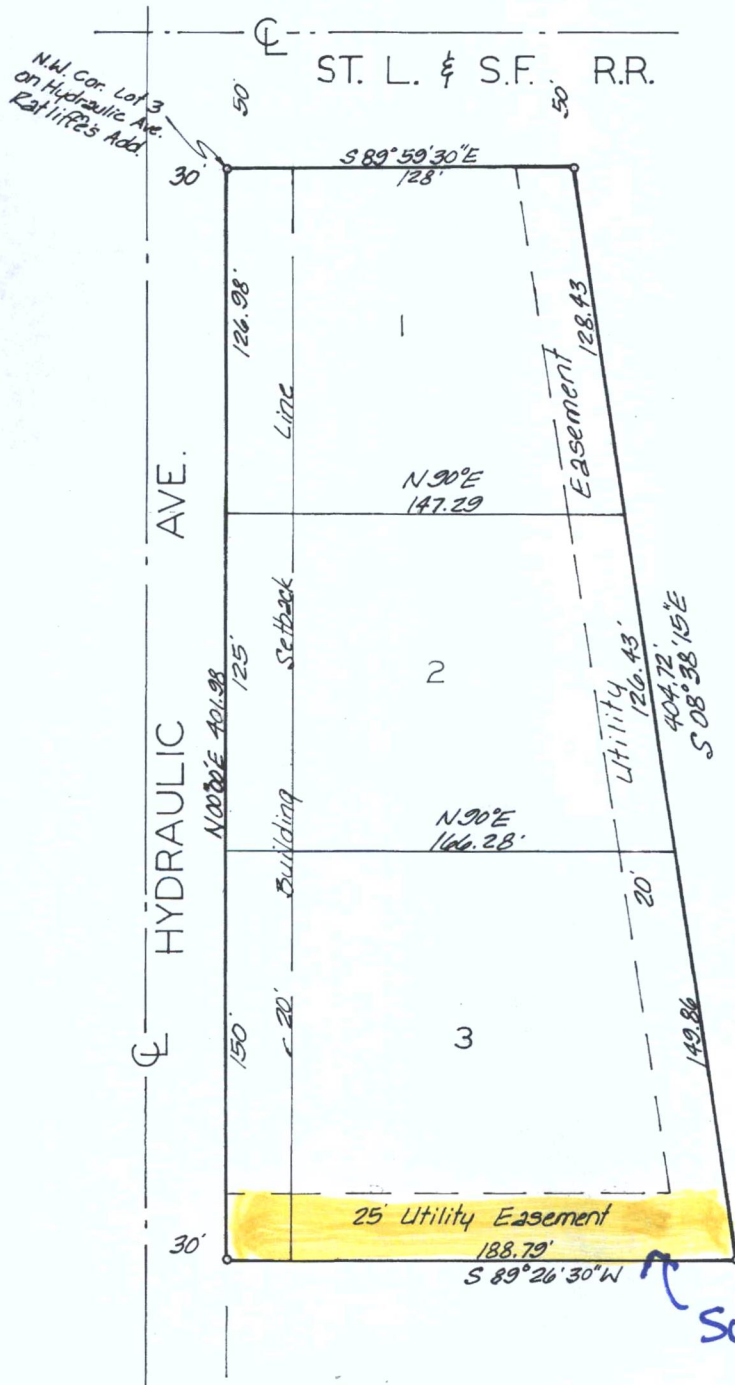 ℄
ST. L. & S.F. R.R.
N.W. Cor. Lot 3
on Hydraulic Ave.
Ratliffe's Add.
50'
50'
30'
S 89° 59' 30" E
128'
126.98'
1
128.43
Line
Easement
AVE.
N 90° E
147.29
Setback
125'
2
N 00°00' E 401.98
Utility
126.43'
404.72'
S 08° 38' 15" E
HYDRAULIC
Building
N 90° E
166.28'
20'
20'
150'
3
149.86
℄
25' Utility Easement
30'
188.79'
S 89° 26' 30" W